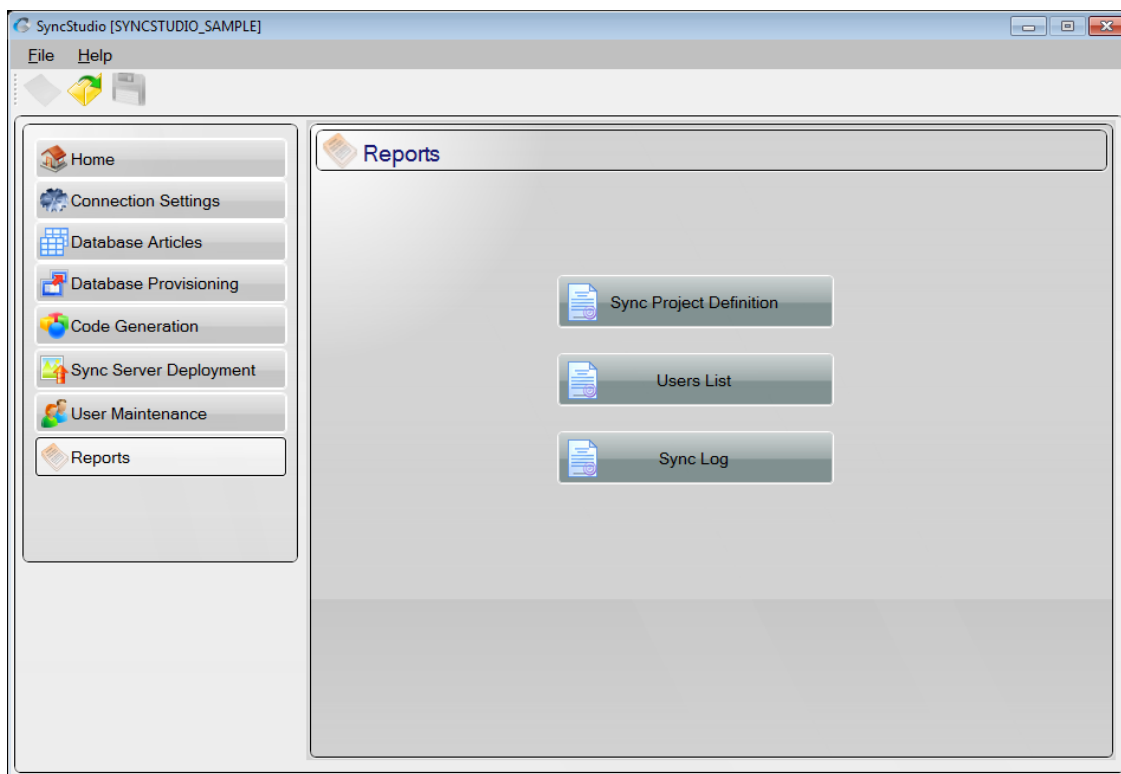 SyncStudio [SYNCSTUDIO_SAMPLE]
File Help
Home
Connection Settings
Database Articles
Database Provisioning
Code Generation
Sync Server Deployment
User Maintenance
Reports
Reports
Sync Project Definition
Users List
Sync Log